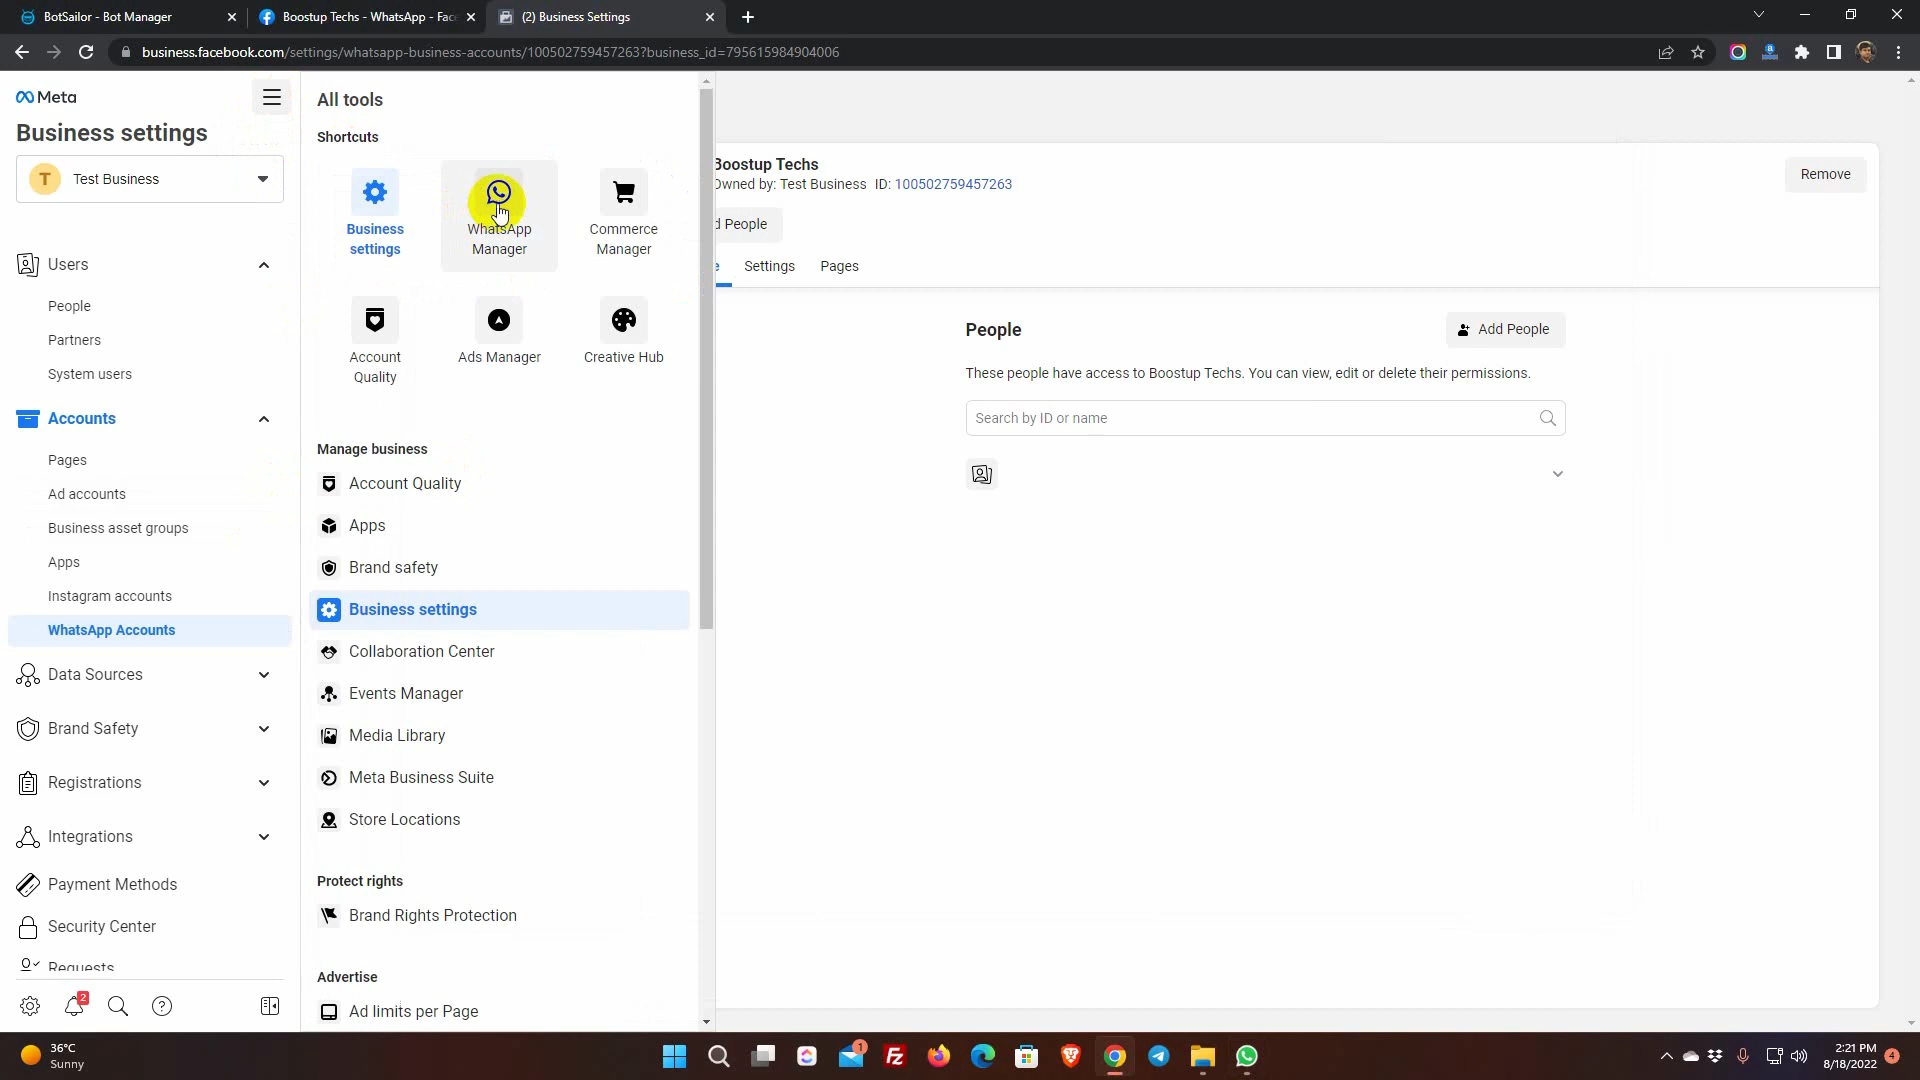 BotSailor - Bot Manager
Boostup Techs - WhatsApp - Fac
(2) Business Settings
business.facebook.com/settings/whatsapp-business-accounts/100502759457263?business_id=795615984904006
Meta
Business settings
T
Test Business
Users
People
Partners
System users
Accounts
Pages
Ad accounts
Business asset groups
Apps
Instagram accounts
WhatsApp Accounts
Data Sources
Brand Safety
Registrations
Integrations
Payment Methods
Security Center
Requests
2
All tools
Shortcuts
Business settings
WhatsApp Manager
Commerce Manager
Account Quality
Ads Manager
Creative Hub
Manage business
Account Quality
Apps
Brand safety
Business settings
Collaboration Center
Events Manager
Media Library
Meta Business Suite
Store Locations
Protect rights
Brand Rights Protection
Advertise
Ad limits per Page
Boostup Techs
Owned by: Test Business ID: 100502759457263
Remove
d People
e
Settings
Pages
People
Add People
These people have access to Boostup Techs. You can view, edit or delete their permissions.
Search by ID or name
36°C
Sunny
1
2:21 PM
8/18/2022
4